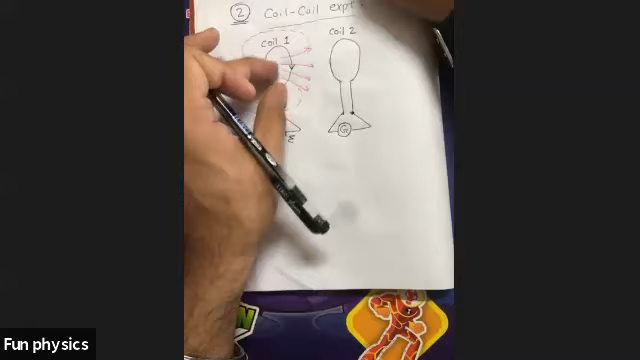 ② Coil-Coil expt
Coil 2
Coil 1
G
ε
Fun physics